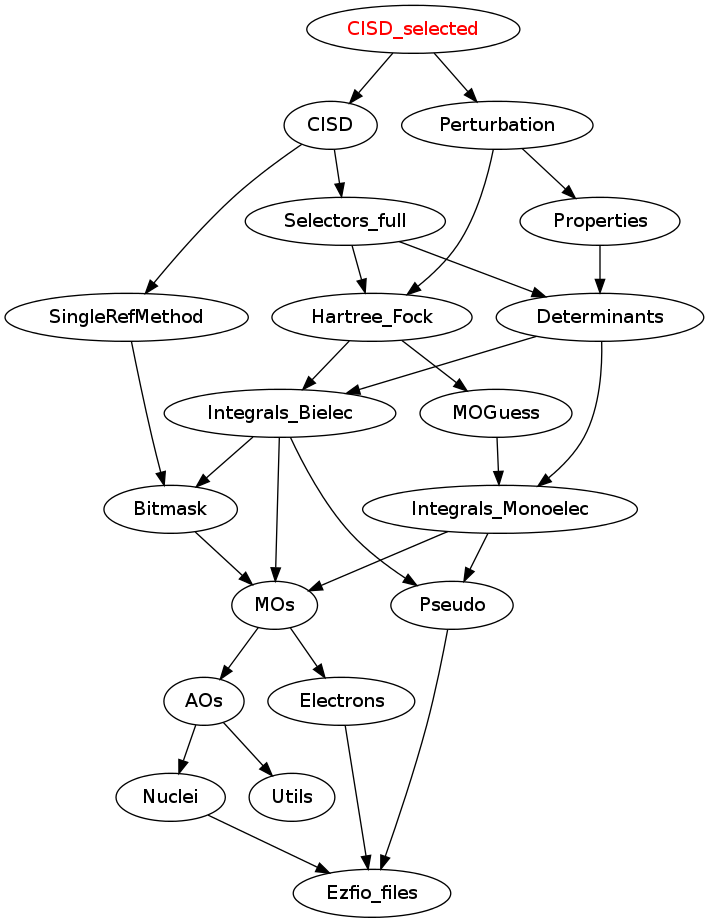 CISD_selected
CISD
Perturbation
Selectors_full
Properties
SingleRefMethod
Hartree_Fock
Determinants
Integrals_Bielec
MOGuess
Bitmask
Integrals_Monoelec
MOs
Pseudo
AOs
Electrons
Nuclei
Utils
Ezfio_files